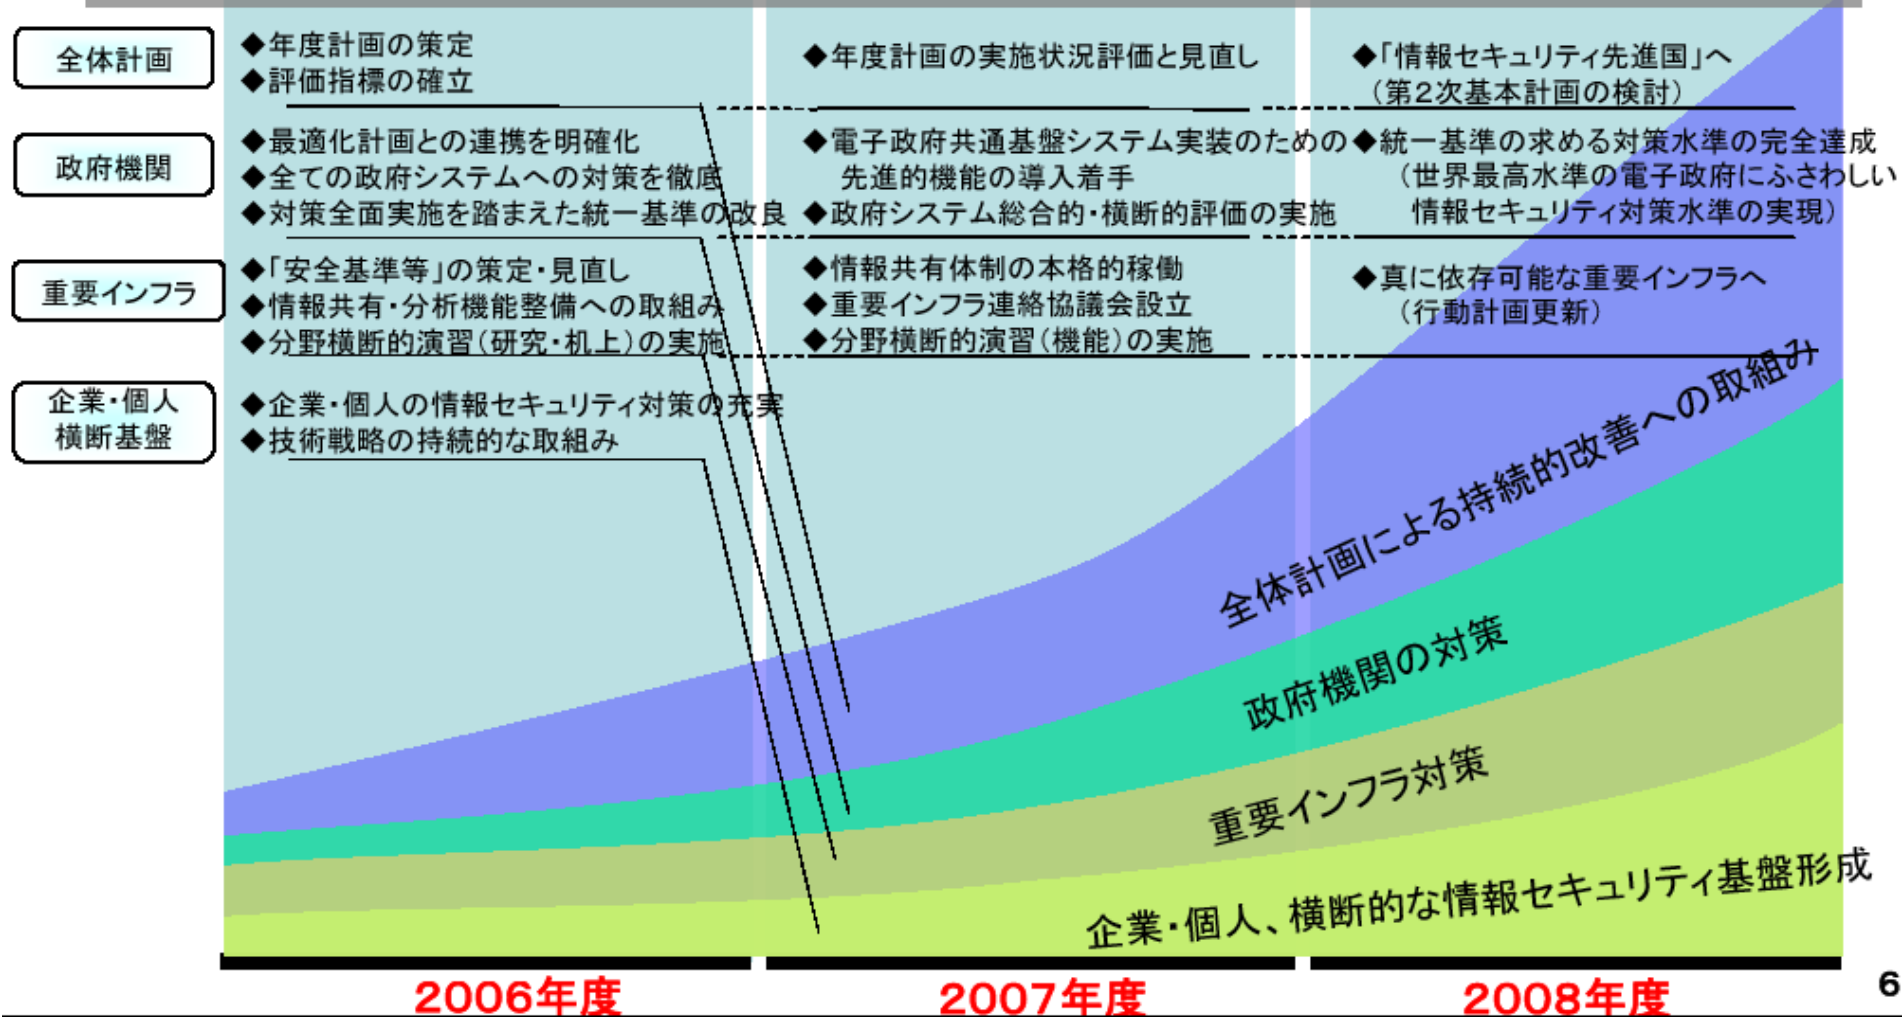 全体計画
◆年度計画の策定
◆評価指標の確立
◆年度計画の実施状況評価と見直し
◆「情報セキュリティ先進国」へ
(第2次基本計画の検討)
政府機関
◆最適化計画との連携を明確化
◆全ての政府システムへの対策を徹底
◆対策全面実施を踏まえた統一基準の改良
◆電子政府共通基盤システム実装のための
先進的機能の導入着手
◆政府システム総合的・横断的評価の実施
◆統一基準の求める対策水準の完全達成
(世界最高水準の電子政府にふさわしい
情報セキュリティ対策水準の実現)
重要インフラ
◆「安全基準等」の策定・見直し
◆情報共有・分析機能整備への取組み
◆分野横断的演習(研究・机上)の実施
◆情報共有体制の本格的稼働
◆重要インフラ連絡協議会設立
◆分野横断的演習(機能)の実施
◆真に依存可能な重要インフラへ
(行動計画更新)
企業・個人
横断基盤
◆企業・個人の情報セキュリティ対策の充実
◆技術戦略の持続的な取組み
全体計画による持続的改善への取組み
政府機関の対策
重要インフラ対策
企業・個人、横断的な情報セキュリティ基盤形成
2006年度
2007年度
2008年度
6